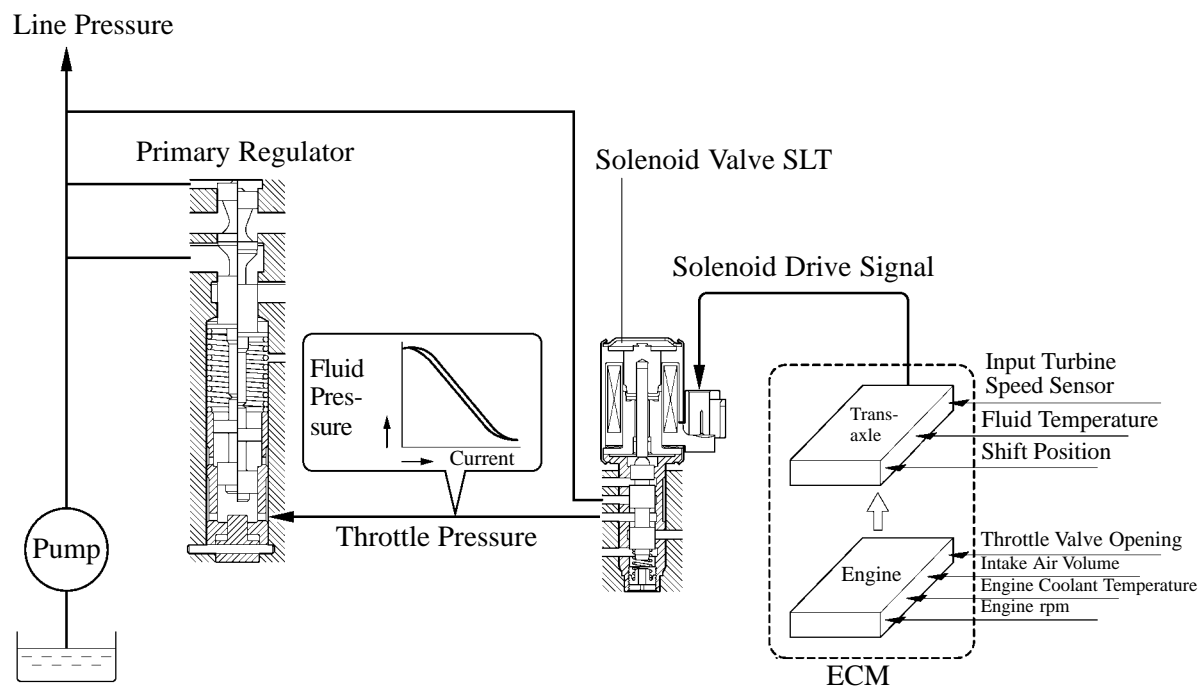 Line Pressure
Primary Regulator
Solenoid Valve SLT
Solenoid Drive Signal
Fluid
Pres-
sure
Current
Throttle Pressure
Pump
Trans-
axle
Input Turbine
Speed Sensor
Fluid Temperature
Shift Position
Engine
Throttle Valve Opening
Intake Air Volume
Engine Coolant Temperature
Engine rpm
ECM